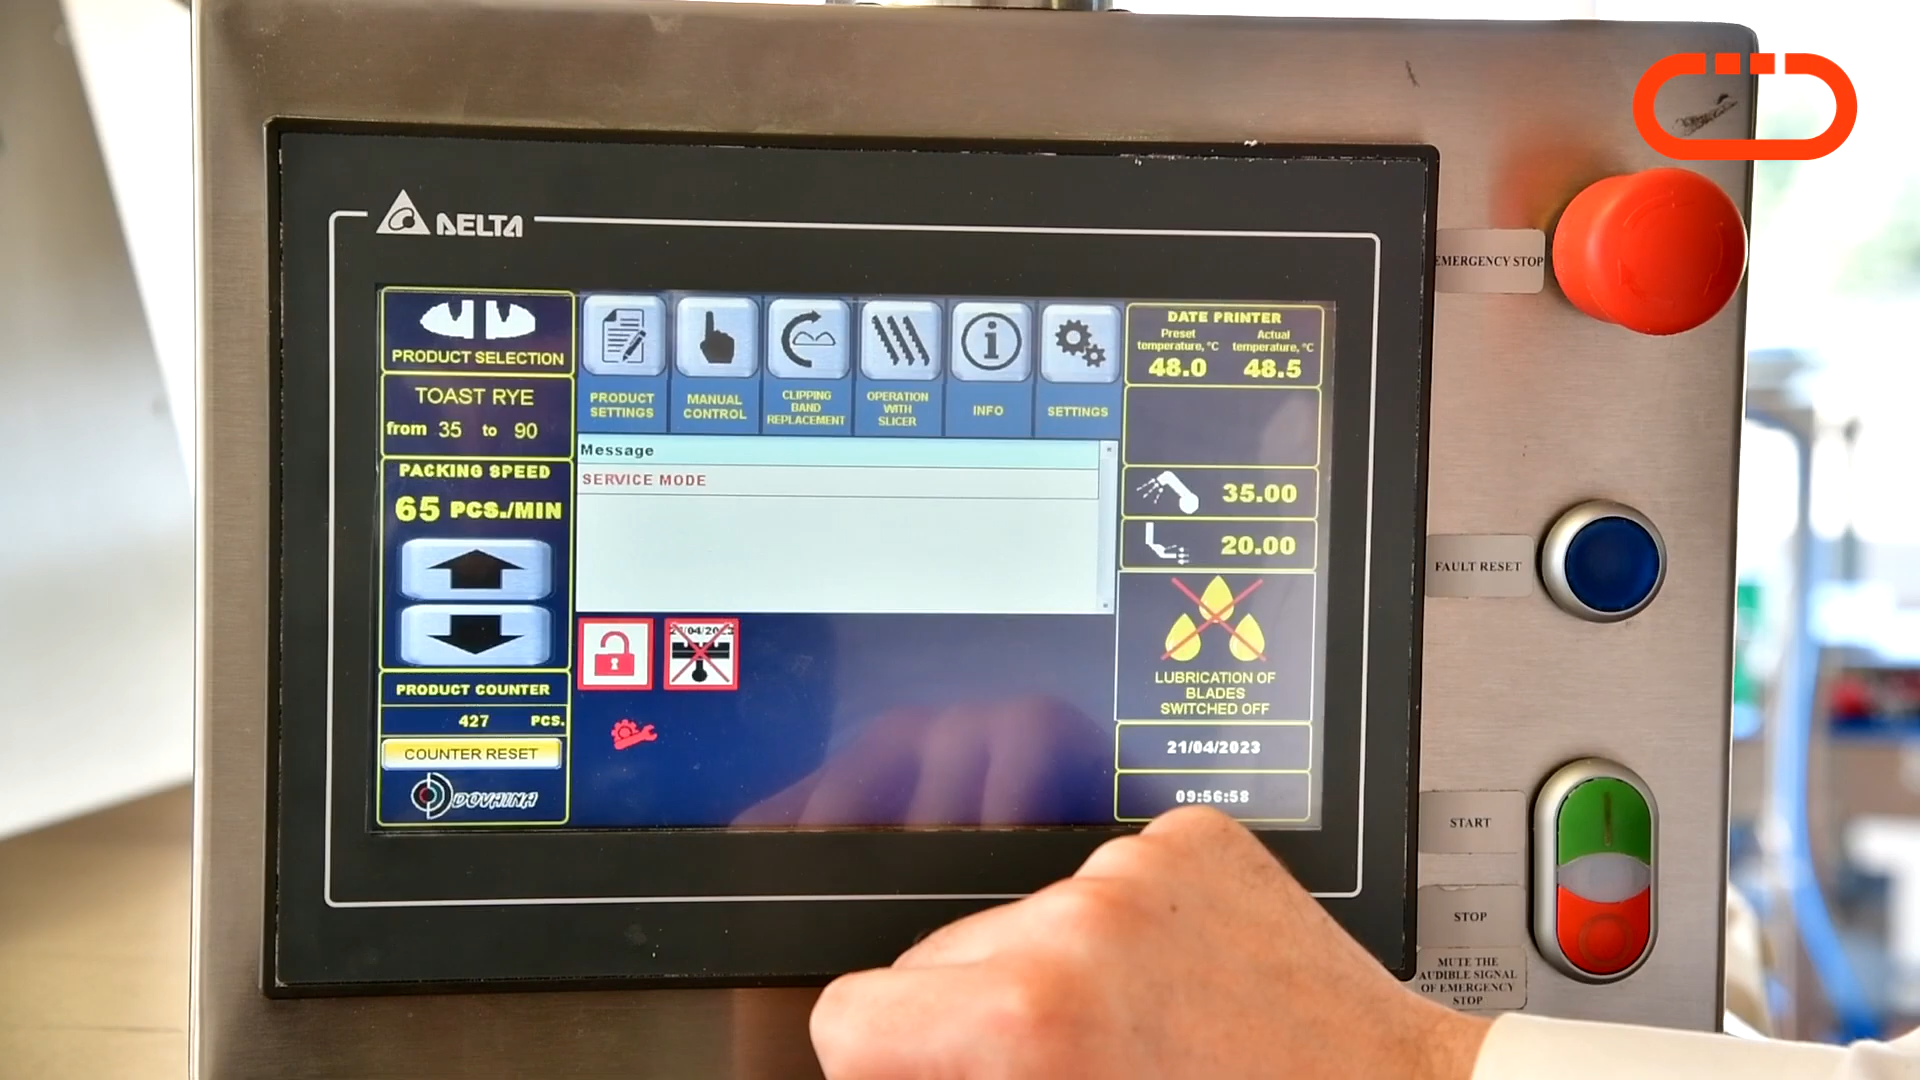 DELTA
PRODUCT SELECTION
TOAST RYE
from 35 to 90
PACKING SPEED
65 PCS./MIN
PRODUCT COUNTER
427 PCS.
COUNTER RESET
DOVAINA
PRODUCT
SETTINGS
MANUAL
CONTROL
CLIPPING
BAND
REPLACEMENT
OPERATION
WITH
SLICER
INFO
SETTINGS
Message
SERVICE MODE
21/04/2023
DATE PRINTER
Preset
temperature, °C
48.0
Actual
temperature, °C
48.5
35.00
20.00
LUBRICATION OF
BLADES
SWITCHED OFF
21/04/2023
09:56:58
EMERGENCY STOP
FAULT RESET
START
STOP
MUTE THE
AUDIBLE SIGNAL
OF EMERGENCY
STOP